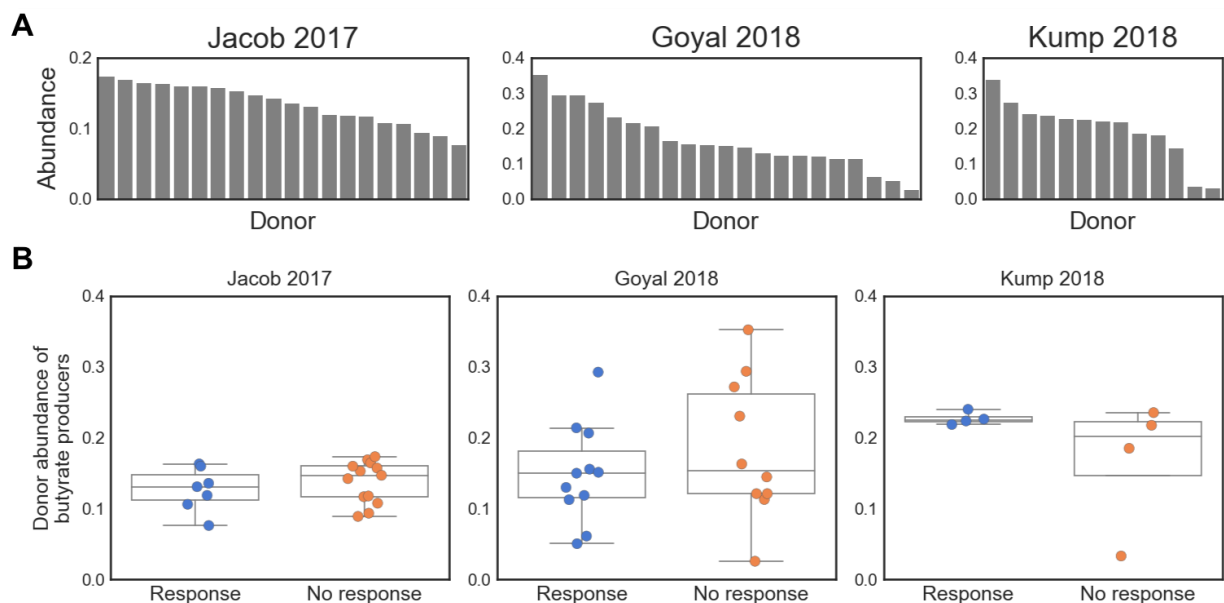 A
Jacob 2017
Goyal 2018
Kump 2018
Abundance
0.2
0.1
0.0
0.4
0.3
0.2
0.1
0.0
0.4
0.3
0.2
0.1
0.0
Donor
Donor
Donor
B
Jacob 2017
Goyal 2018
Kump 2018
Donor abundance of
butyrate producers
0.4
0.3
0.2
0.1
0.0
0.4
0.3
0.2
0.1
0.0
0.4
0.3
0.2
0.1
0.0
Response
No response
Response
No response
Response
No response